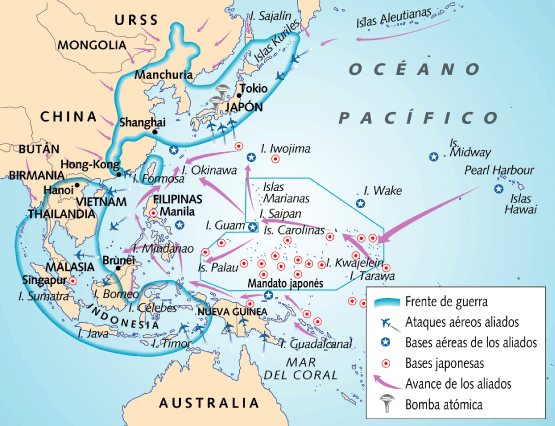 URSS
I. Sajalín
Islas Aleutianas
MONGOLIA
Islas Kuriles
OCÉANO
PACÍFICO
Manchuria
Tokio
JAPÓN
CHINA
Shanghai
BUTÁN
BIRMANIA
Hong-Kong
Hanoi
VIETNAM
THAILANDIA
I. Formosa
I. Okinawa
I. Iwojima
Is.
Midway
Pearl Harbour
Islas
Hawai
I. Wake
Islas
Marianas
I. Saipan
FILIPINAS
Manila
I. Guam
Is. Carolinas
I. Mindanao
Is. Palau
I. Kwajelein
I. Tarawa
Mandato japonés
MALASIA
Brunei
Singapur
I. Sumatra
I. Borneo
I. Célebes
INDONESIA
I. Java
I. Timor
NUEVA GUINEA
I. Guadalcanal
MAR
DEL CORAL
AUSTRALIA
Frente de guerra
Ataques aéreos aliados
Bases aéreas de los aliados
Bases japonesas
Avance de los aliados
Bomba atómica